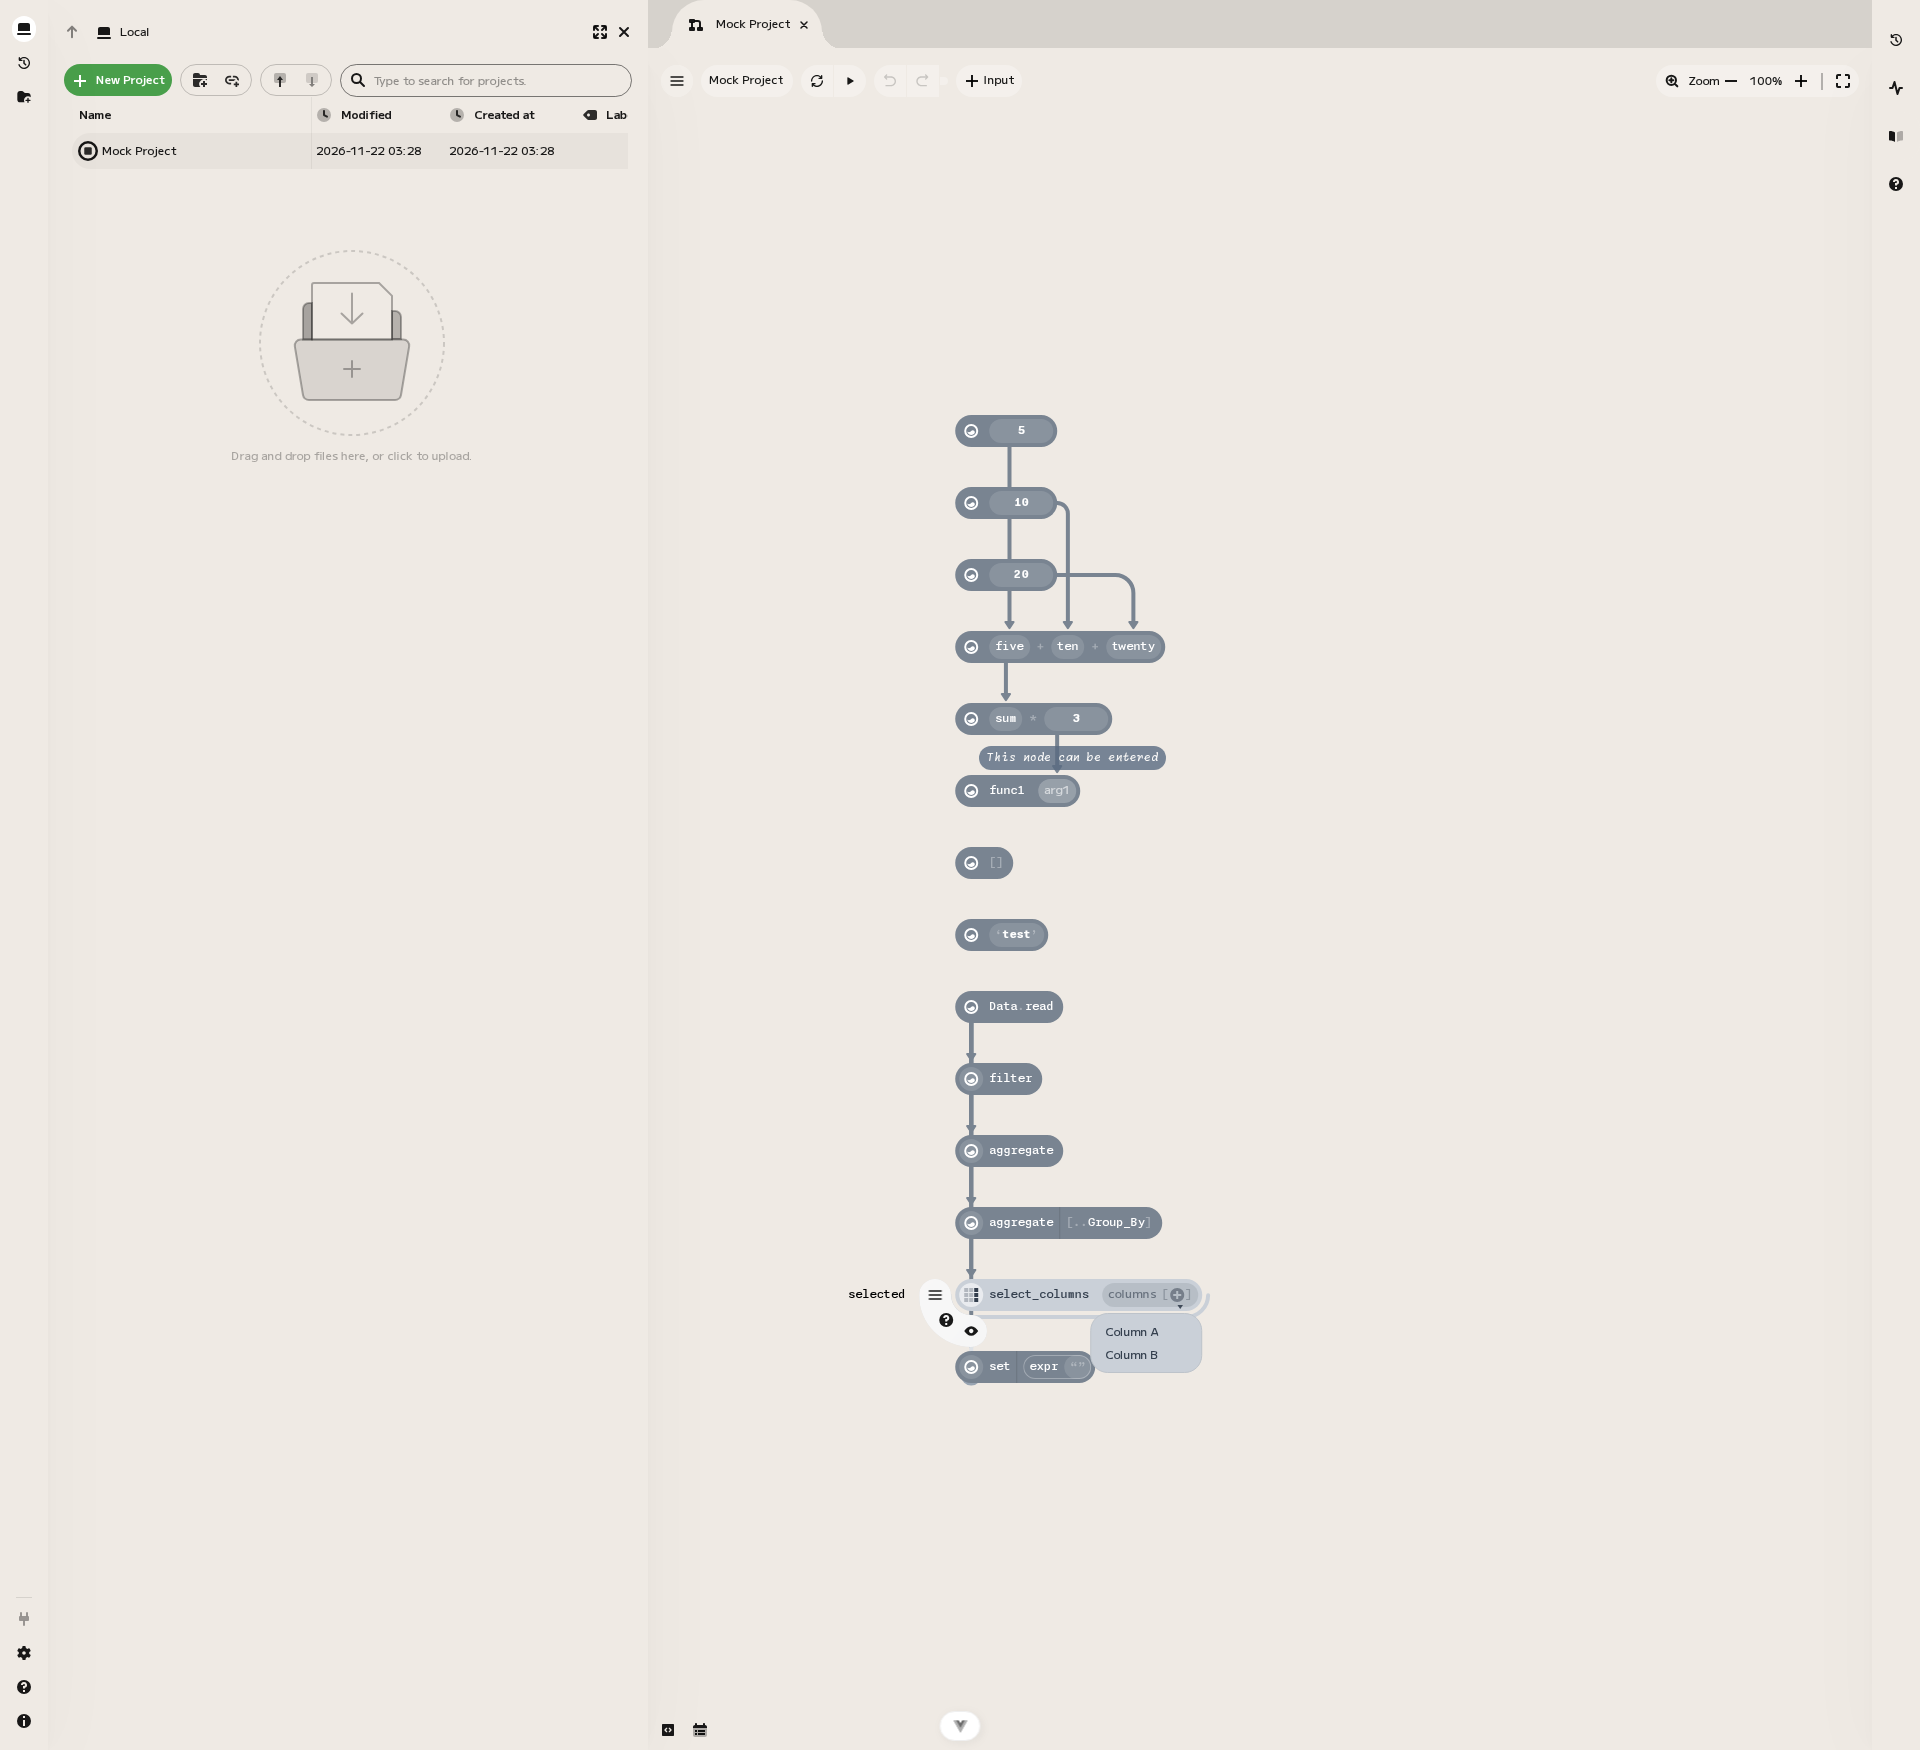 Local
New Project
Type to search for projects.
Name Modified Created at Lab
Mock Project 2026-11-22 03:28 2026-11-22 03:28
Drag and drop files here, or click to upload.
Mock Project
Mock Project
Input
Zoom 100%
5
10
20
five + ten + twenty
sum * 3
This node can be entered
func1 arg1
[]
'test'
Data.read
filter
aggregate
aggregate [..Group_By]
selected
select_columns columns []
Column A
Column B
set expr “”